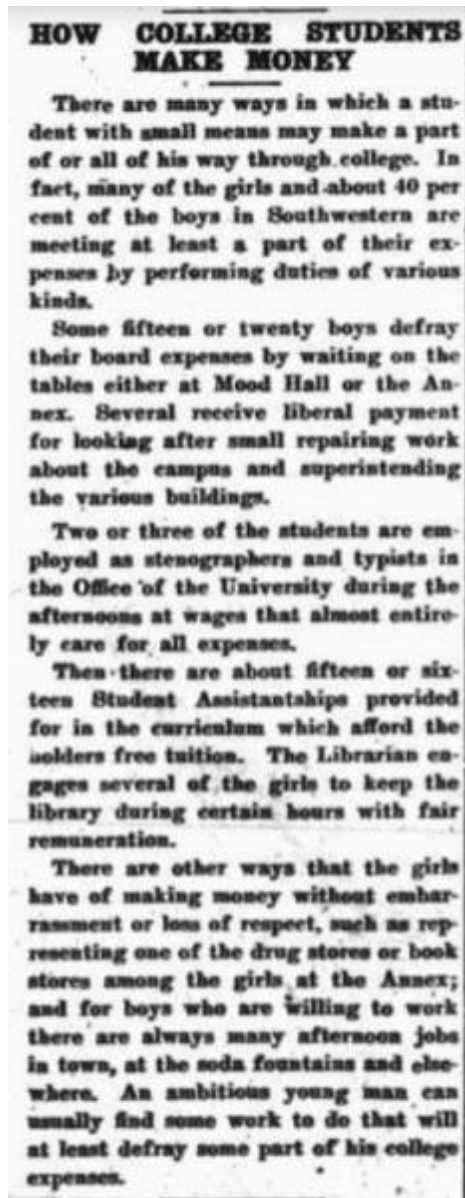 HOW COLLEGE STUDENTS
MAKE MONEY
There are many ways in which a stu-
dent with small means may make a part
of or all of his way through college. In
fact, many of the girls and about 40 per
cent of the boys in Southwestern are
meeting at least a part of their ex-
penses by performing duties of various
kinds.
Some fifteen or twenty boys defray
their board expenses by waiting on the
tables either at Mood Hall or the An-
nex. Several receive liberal payment
for looking after small repairing work
about the campus and superintending
the various buildings.
Two or three of the students are em-
ployed as stenographers and typists in
the Office of the University during the
afternoons at wages that almost entire-
ly care for all expenses.
Then there are about fifteen or six-
teen Student Assistantships provided
for in the curriculum which afford the
holders free tuition. The Librarian en-
gages several of the girls to keep the
library during certain hours with fair
remuneration.
There are other ways that the girls
have of making money without embar-
rassment or loss of respect, such as rep-
resenting one of the drug stores or book
stores among the girls at the Annex;
and for boys who are willing to work
there are always many afternoon jobs
in town, at the soda fountains and else-
where. An ambitious young man can
usually find some work to do that will
at least defray some part of his college
expenses.